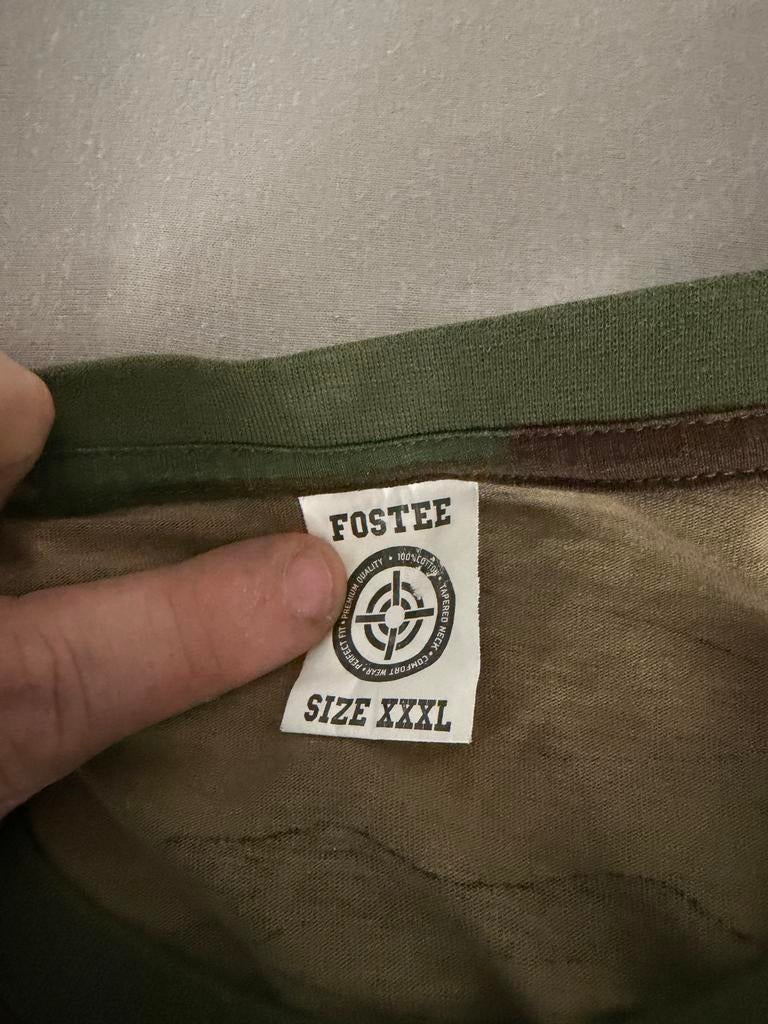 FOSTEE
PREMIUM QUALITY • 100%COTTON • TAPERED NECK • COMFORT WEAR • PERFECT FIT •
SIZE XXXL